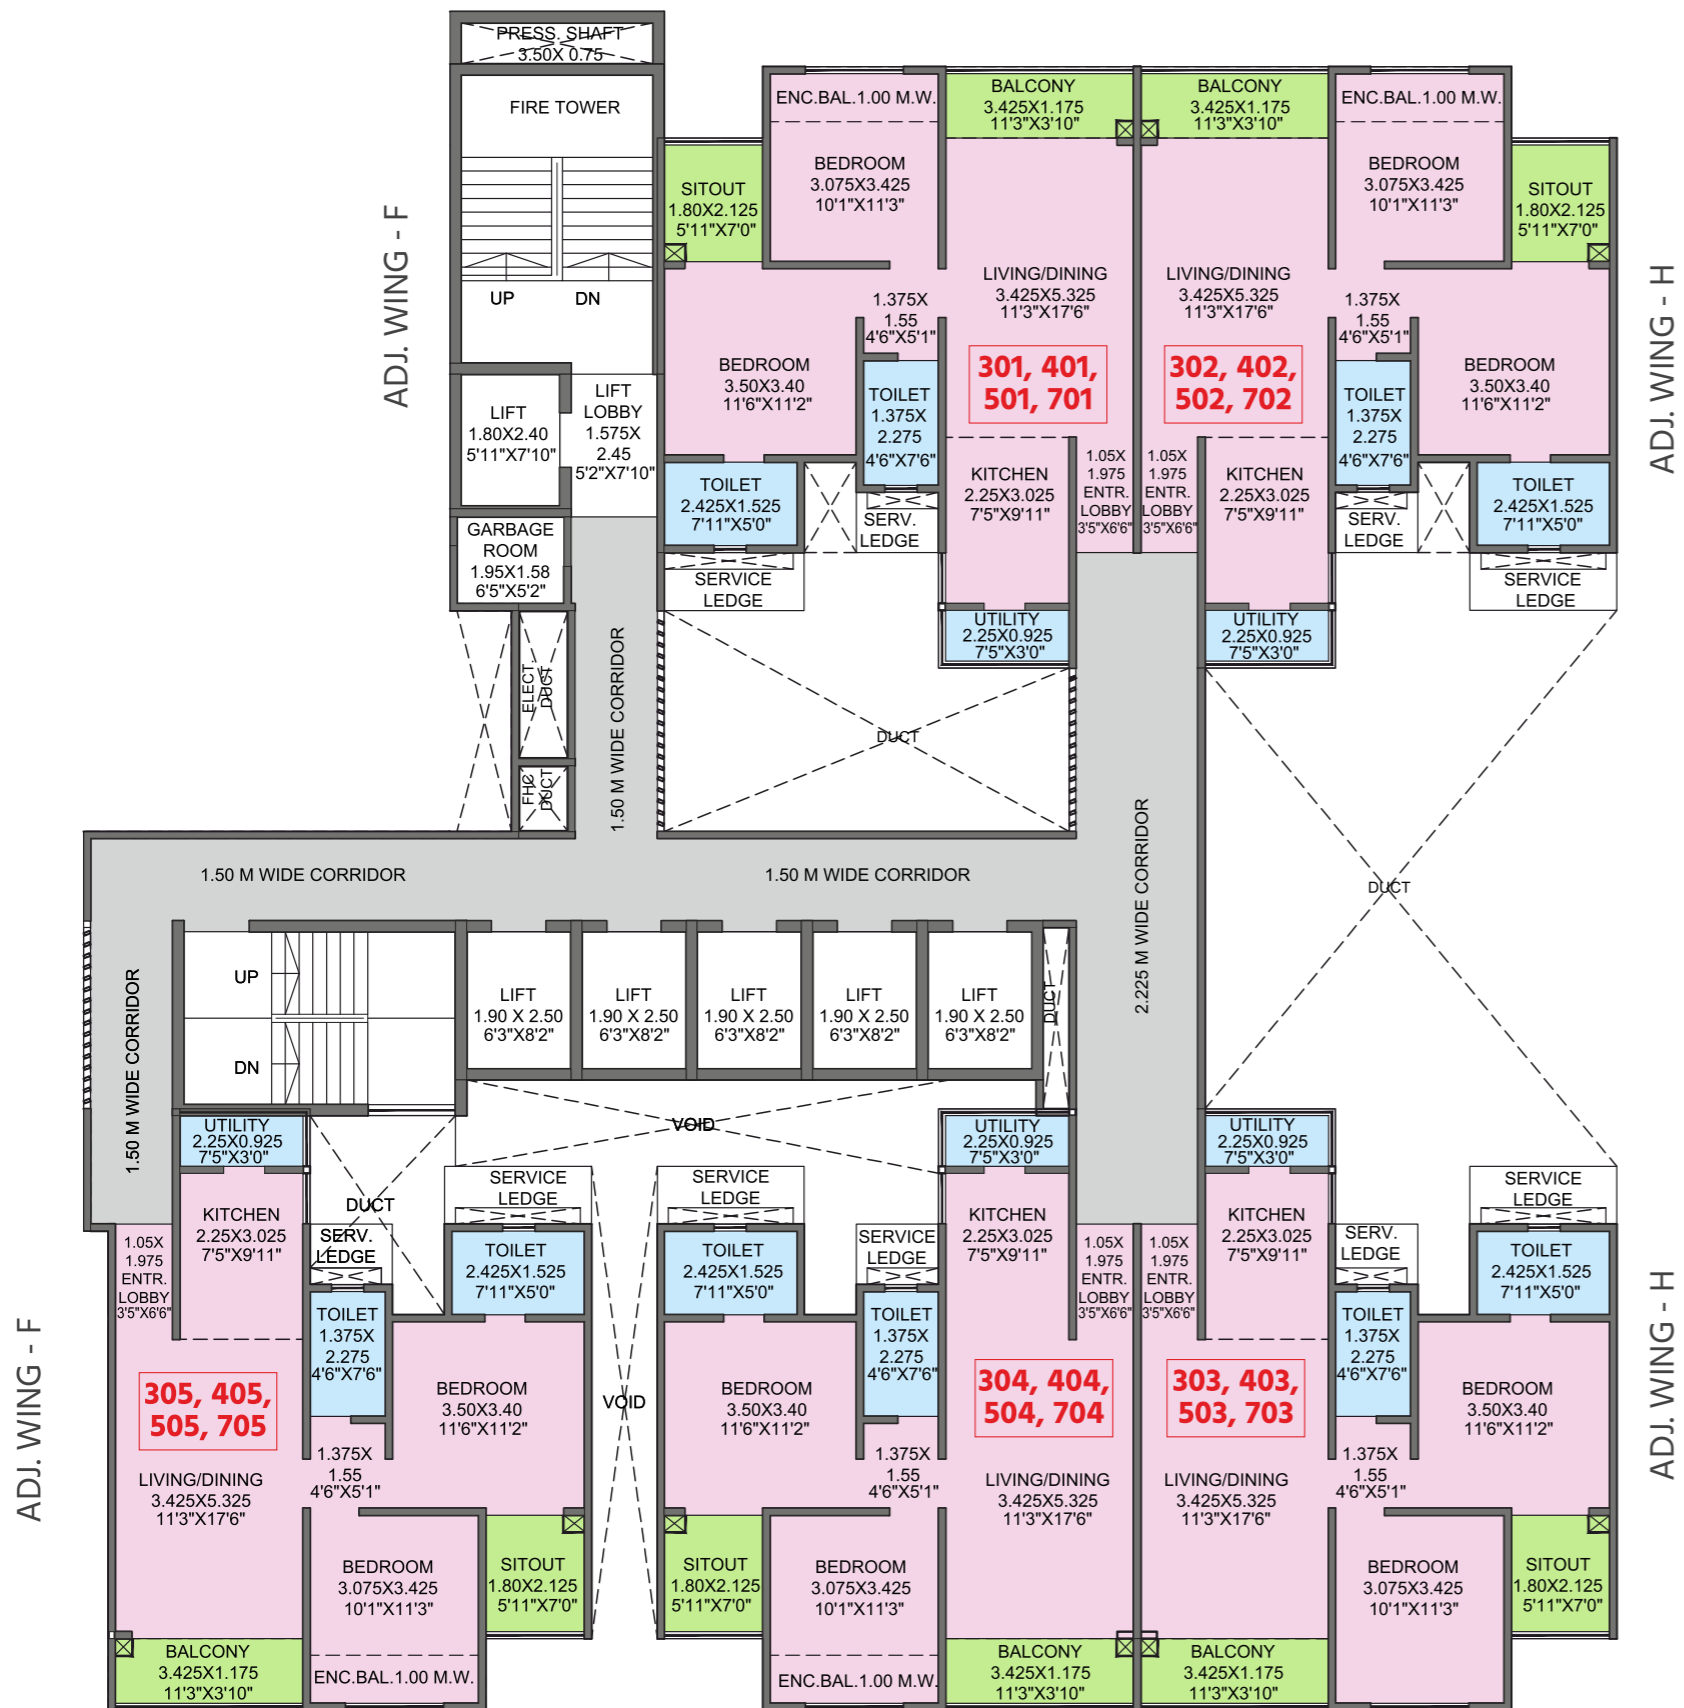 PRESS. SHAFT
3.50X 0.75
FIRE TOWER
UP
DN
ADJ. WING - F
LIFT
1.80X2.40
5'11"X7'10"
LIFT
LOBBY
1.575X
2.45
5'2"X7'10"
GARBAGE
ROOM
1.95X1.58
6'5"X5'2"
ELECT.
DUCT
FHC
DUCT
1.50 M WIDE CORRIDOR
ENC.BAL.1.00 M.W.
BEDROOM
3.075X3.425
10'1"X11'3"
BALCONY
3.425X1.175
11'3"X3'10"
SITOUT
1.80X2.125
5'11"X7'0"
LIVING/DINING
3.425X5.325
11'3"X17'6"
1.375X
1.55
4'6"X5'1"
BEDROOM
3.50X3.40
11'6"X11'2"
301, 401,
501, 701
TOILET
1.375X
2.275
4'6"X7'6"
TOILET
2.425X1.525
7'11"X5'0"
KITCHEN
2.25X3.025
7'5"X9'11"
1.05X
1.975
ENTR.
LOBBY
3'5"X6'6"
SERV.
LEDGE
SERVICE
LEDGE
UTILITY
2.25X0.925
7'5"X3'0"
DUCT
BALCONY
3.425X1.175
11'3"X3'10"
ENC.BAL.1.00 M.W.
BEDROOM
3.075X3.425
10'1"X11'3"
SITOUT
1.80X2.125
5'11"X7'0"
LIVING/DINING
3.425X5.325
11'3"X17'6"
1.375X
1.55
4'6"X5'1"
BEDROOM
3.50X3.40
11'6"X11'2"
302, 402,
502, 702
TOILET
1.375X
2.275
4'6"X7'6"
1.05X
1.975
ENTR.
LOBBY
3'5"X6'6"
KITCHEN
2.25X3.025
7'5"X9'11"
TOILET
2.425X1.525
7'11"X5'0"
SERV.
LEDGE
SERVICE
LEDGE
UTILITY
2.25X0.925
7'5"X3'0"
ADJ. WING - H
DUCT
2.225 M WIDE CORRIDOR
1.50 M WIDE CORRIDOR
1.50 M WIDE CORRIDOR
1.50 M WIDE CORRIDOR
UP
DN
LIFT
1.90 X 2.50
6'3"X8'2"
LIFT
1.90 X 2.50
6'3"X8'2"
LIFT
1.90 X 2.50
6'3"X8'2"
LIFT
1.90 X 2.50
6'3"X8'2"
LIFT
1.90 X 2.50
6'3"X8'2"
DUCT
VOID
UTILITY
2.25X0.925
7'5"X3'0"
DUCT
KITCHEN
2.25X3.025
7'5"X9'11"
SERV.
LEDGE
SERVICE
LEDGE
1.05X
1.975
ENTR.
LOBBY
3'5"X6'6"
TOILET
1.375X
2.275
4'6"X7'6"
TOILET
2.425X1.525
7'11"X5'0"
305, 405,
505, 705
BEDROOM
3.50X3.40
11'6"X11'2"
1.375X
1.55
4'6"X5'1"
LIVING/DINING
3.425X5.325
11'3"X17'6"
BEDROOM
3.075X3.425
10'1"X11'3"
SITOUT
1.80X2.125
5'11"X7'0"
BALCONY
3.425X1.175
11'3"X3'10"
ENC.BAL.1.00 M.W.
ADJ. WING - F
VOID
SERVICE
LEDGE
TOILET
2.425X1.525
7'11"X5'0"
SERVICE
LEDGE
UTILITY
2.25X0.925
7'5"X3'0"
KITCHEN
2.25X3.025
7'5"X9'11"
1.05X
1.975
ENTR.
LOBBY
3'5"X6'6"
TOILET
1.375X
2.275
4'6"X7'6"
BEDROOM
3.50X3.40
11'6"X11'2"
304, 404,
504, 704
1.375X
1.55
4'6"X5'1"
LIVING/DINING
3.425X5.325
11'3"X17'6"
SITOUT
1.80X2.125
5'11"X7'0"
BEDROOM
3.075X3.425
10'1"X11'3"
ENC.BAL.1.00 M.W.
BALCONY
3.425X1.175
11'3"X3'10"
UTILITY
2.25X0.925
7'5"X3'0"
KITCHEN
2.25X3.025
7'5"X9'11"
SERV.
LEDGE
SERVICE
LEDGE
1.05X
1.975
ENTR.
LOBBY
3'5"X6'6"
TOILET
1.375X
2.275
4'6"X7'6"
TOILET
2.425X1.525
7'11"X5'0"
303, 403,
503, 703
BEDROOM
3.50X3.40
11'6"X11'2"
1.375X
1.55
4'6"X5'1"
LIVING/DINING
3.425X5.325
11'3"X17'6"
BEDROOM
3.075X3.425
10'1"X11'3"
SITOUT
1.80X2.125
5'11"X7'0"
BALCONY
3.425X1.175
11'3"X3'10"
ADJ. WING - H